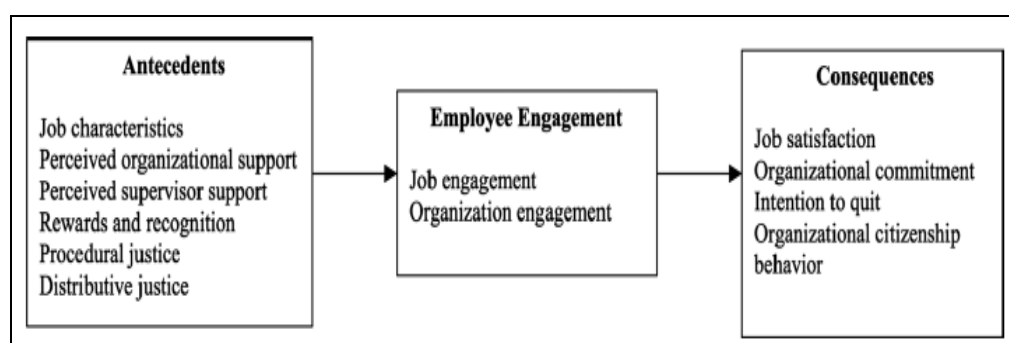 Antecedents
Job characteristics
Perceived organizational support
Perceived supervisor support
Rewards and recognition
Procedural justice
Distributive justice
Employee Engagement
Job engagement
Organization engagement
Consequences
Job satisfaction
Organizational commitment
Intention to quit
Organizational citizenship
behavior